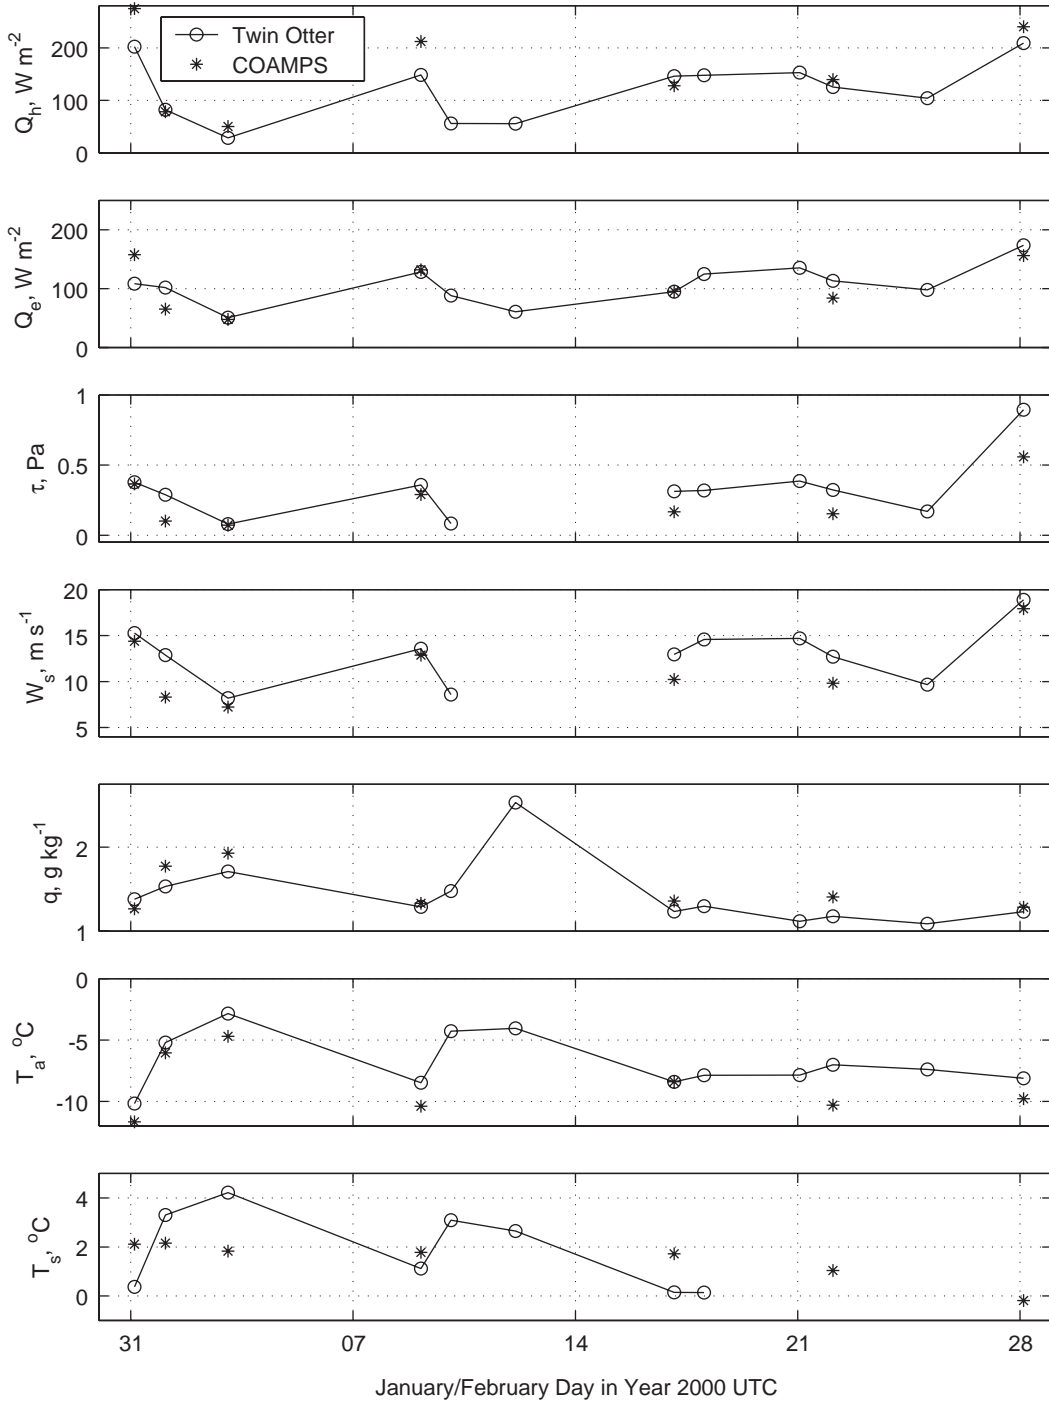 Twin Otter
COAMPS
200
100
0
Q_h, W m^-2
200
100
0
Q_e, W m^-2
1
0.5
0
τ, Pa
20
15
10
5
W_s, m s^-1
2
1
q, g kg^-1
0
-5
-10
T_a, °C
4
2
0
T_s, °C
31 07 14 21 28
January/February Day in Year 2000 UTC